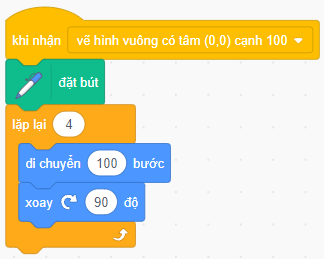 khi nhận vẽ hình vuông có tâm (0,0) cạnh 100
đặt bút
lặp lại 4
di chuyển 100 bước
xoay 90 độ